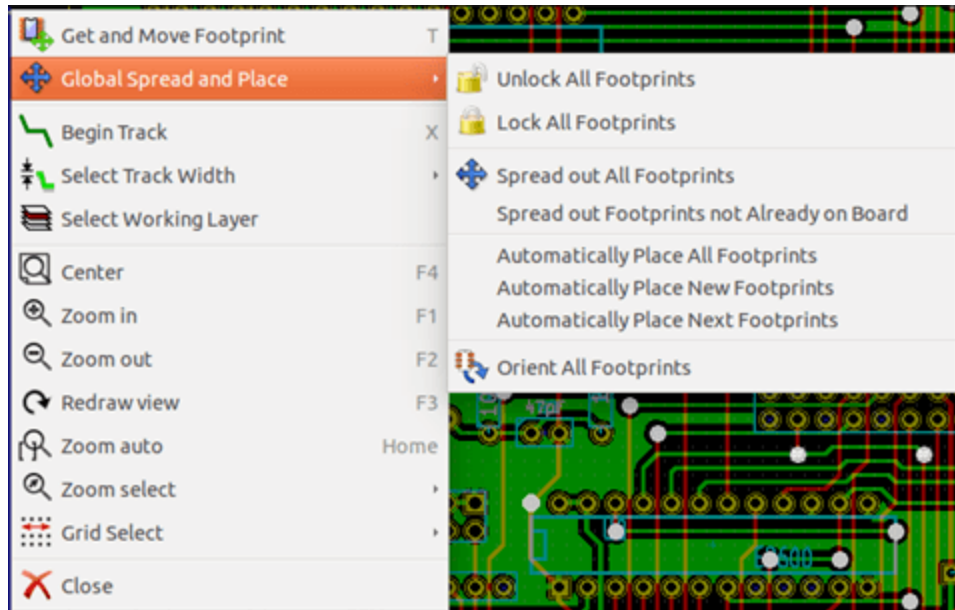 Get and Move Footprint T
Global Spread and Place
Begin Track X
Select Track Width
Select Working Layer
Center F4
Zoom in F1
Zoom out F2
Redraw view F3
Zoom auto Home
Zoom select
Grid Select
Close
Unlock All Footprints
Lock All Footprints
Spread out All Footprints
Spread out Footprints not Already on Board
Automatically Place All Footprints
Automatically Place New Footprints
Automatically Place Next Footprints
Orient All Footprints
47pF